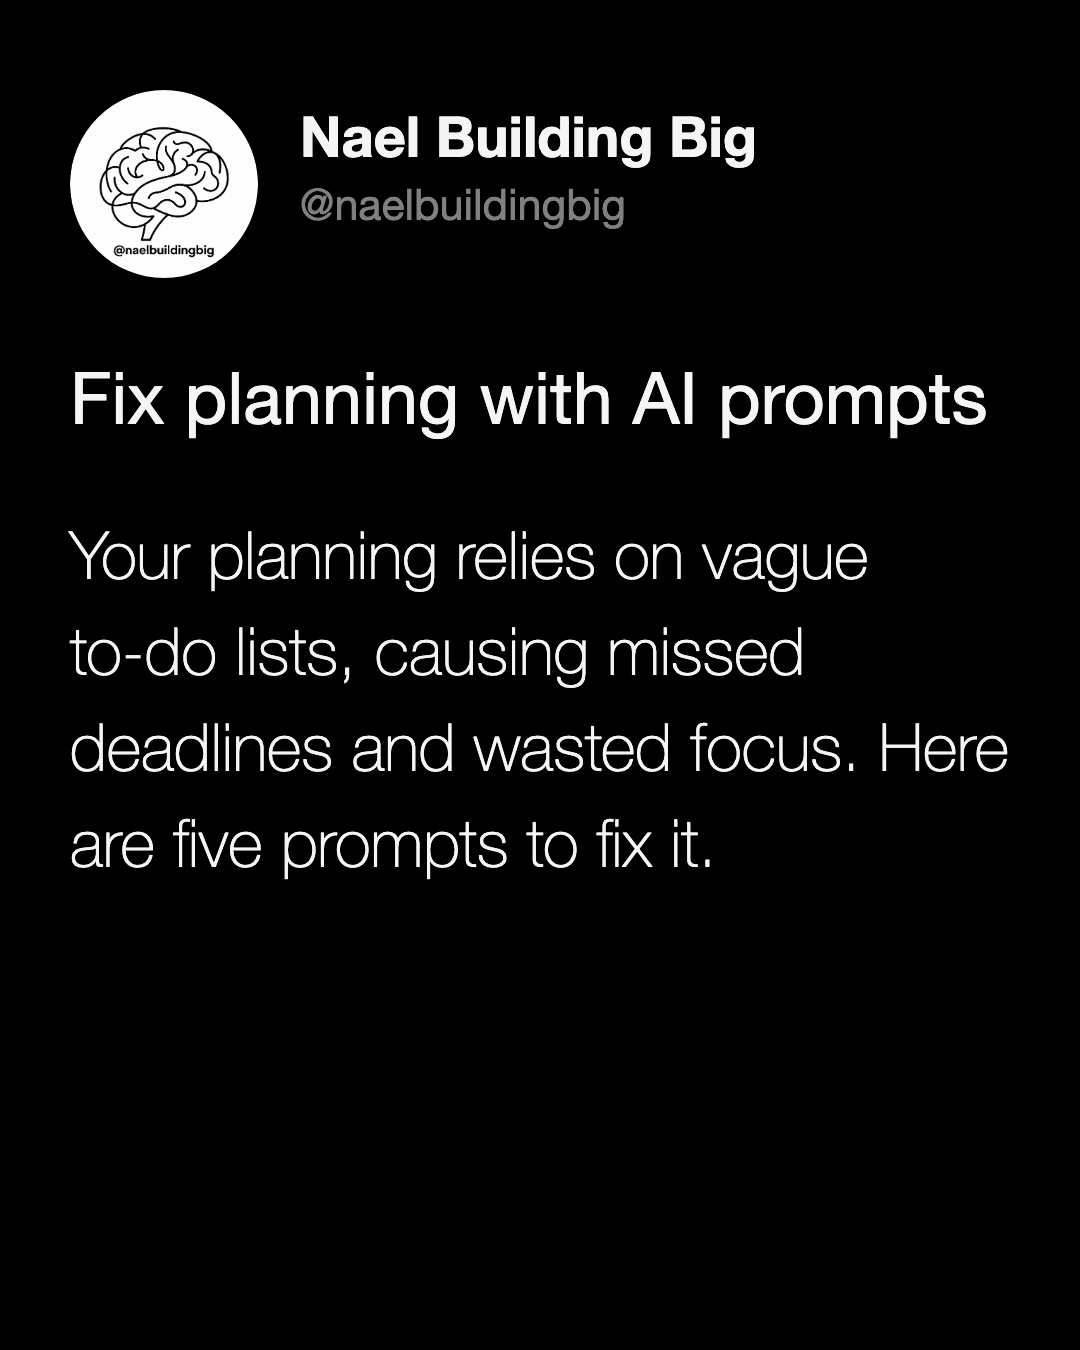 Nael Building Big
@naelbuildingbig
@naelbuildingbig
Fix planning with AI prompts
Your planning relies on vague
to-do lists, causing missed
deadlines and wasted focus. Here
are five prompts to fix it.